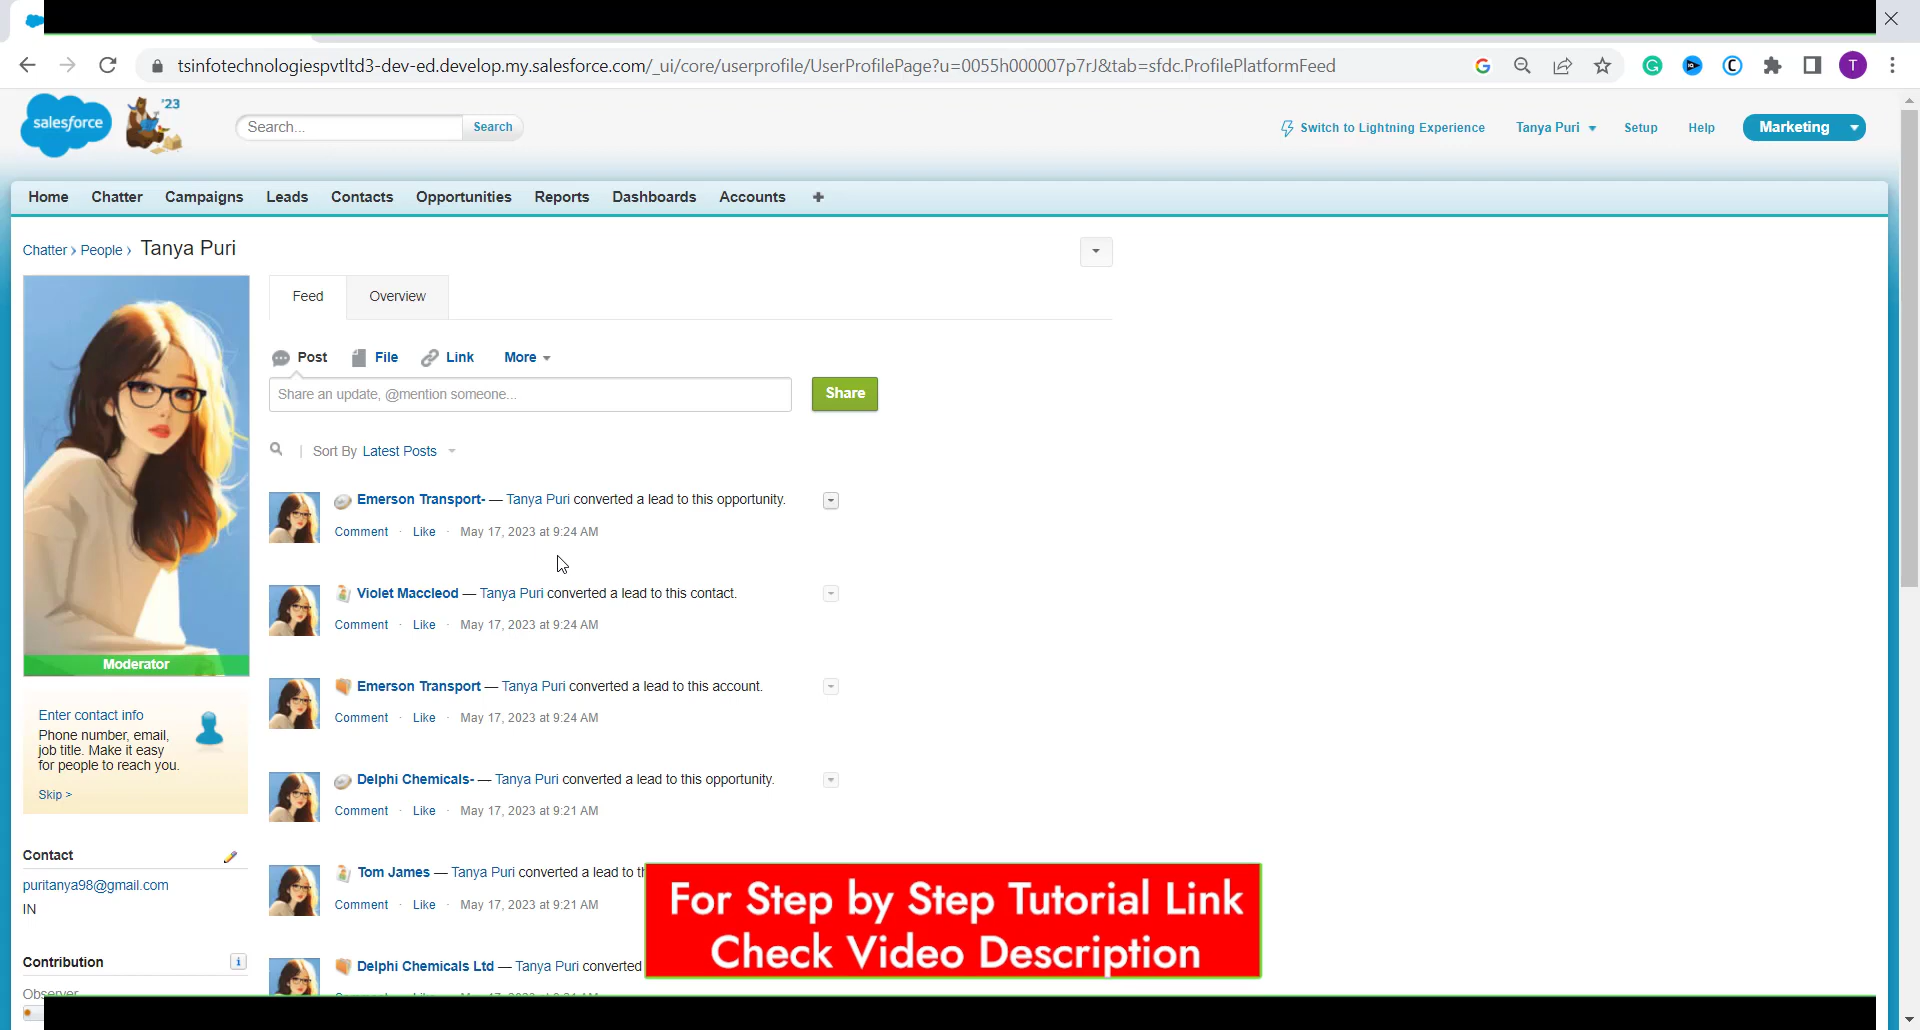 tsinfotechnologiespvtltd3-dev-ed.develop.my.salesforce.com/_ui/core/userprofile/UserProfilePage?u=0055h000007p7rJ&tab=sfdc.ProfilePlatformFeed
T
salesforce
'23
Search...
Search
Switch to Lightning Experience
Tanya Puri
Setup
Help
Marketing
Home Chatter Campaigns Leads Contacts Opportunities Reports Dashboards Accounts +
Chatter › People › Tanya Puri
Feed
Overview
Post File Link More
Share an update, @mention someone...
Share
Sort By Latest Posts
Emerson Transport- — Tanya Puri converted a lead to this opportunity.
Comment · Like · May 17, 2023 at 9:24 AM
Violet Maccleod — Tanya Puri converted a lead to this contact.
Comment · Like · May 17, 2023 at 9:24 AM
Emerson Transport — Tanya Puri converted a lead to this account.
Comment · Like · May 17, 2023 at 9:24 AM
Delphi Chemicals- — Tanya Puri converted a lead to this opportunity.
Comment · Like · May 17, 2023 at 9:21 AM
Tom James — Tanya Puri converted a lead to
Comment · Like · May 17, 2023 at 9:21 AM
Delphi Chemicals Ltd — Tanya Puri converted
Moderator
Enter contact info
Phone number, email,
job title. Make it easy
for people to reach you.
Skip >
Contact
puritanya98@gmail.com
IN
Contribution
Observer
For Step by Step Tutorial Link
Check Video Description